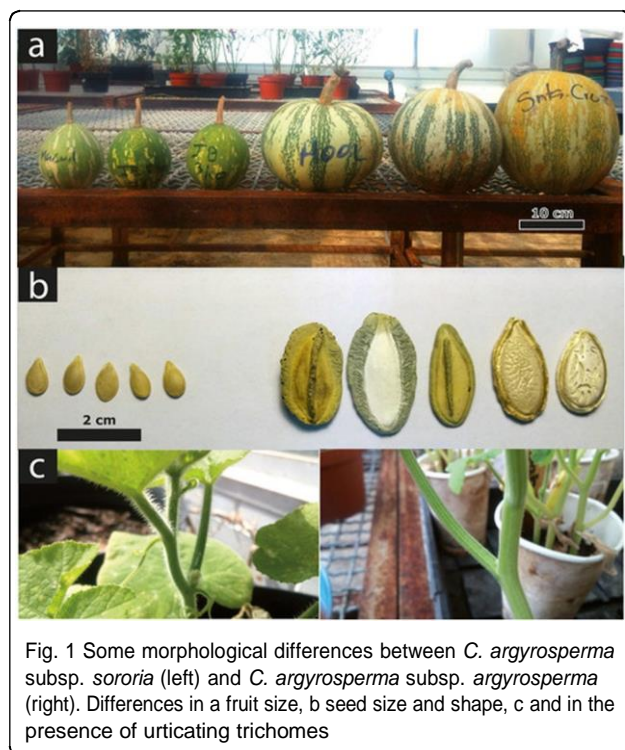 a
HOOL
10 cm
b
2 cm
c
Fig. 1 Some morphological differences between C. argyrosperma
subsp. sororia (left) and C. argyrosperma subsp. argyrosperma
(right). Differences in a fruit size, b seed size and shape, c and in the
presence of urticating trichomes